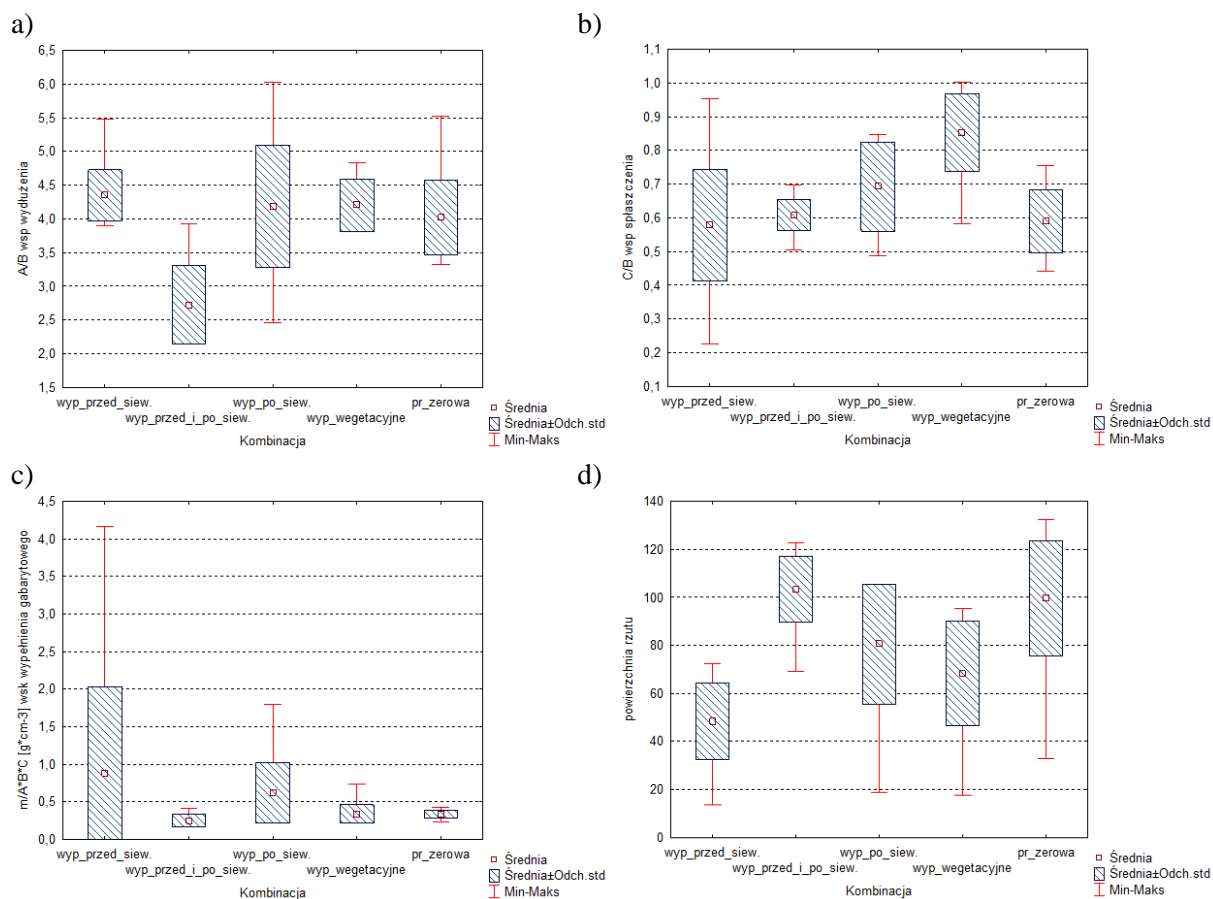 a)
A/B wsp wydłużenia
6,5
6,0
5,5
5,0
4,5
4,0
3,5
3,0
2,5
2,0
1,5
wyp_przed_siew.
wyp_po_siew.
pr_zerowa
wyp_przed_i_po_siew.
wyp_wegetacyjne
Kombinacja
Średnia
Średnia±Odch.std
Min-Maks
b)
C/B wsp spłaszczenia
1,1
1,0
0,9
0,8
0,7
0,6
0,5
0,4
0,3
0,2
0,1
wyp_przed_siew.
wyp_po_siew.
pr_zerowa
wyp_przed_i_po_siew.
wyp_wegetacyjne
Kombinacja
Średnia
Średnia±Odch.std
Min-Maks
c)
m/A*B*C [g*cm-3] wsk wypełnienia gabarytowego
4,5
4,0
3,5
3,0
2,5
2,0
1,5
1,0
0,5
0,0
wyp_przed_siew.
wyp_po_siew.
pr_zerowa
wyp_przed_i_po_siew.
wyp_wegetacyjne
Kombinacja
Średnia
Średnia±Odch.std
Min-Maks
d)
powierzchnia rzutu
140
120
100
80
60
40
20
0
wyp_przed_siew.
wyp_po_siew.
pr_zerowa
wyp_przed_i_po_siew.
wyp_wegetacyjne
Kombinacja
Średnia
Średnia±Odch.std
Min-Maks